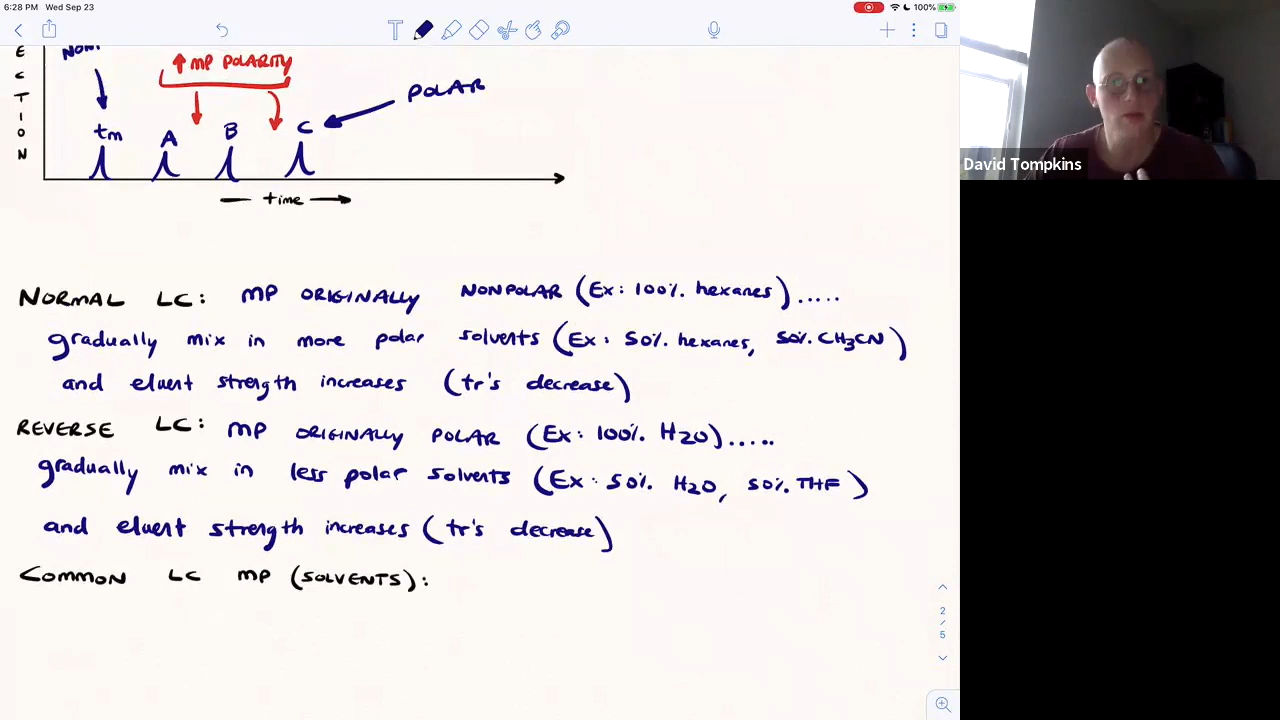 6:28 PM Wed Sep 23
100%
E
C
T
I
O
N
↑ MP POLARITY
POLAR
tm A B C
— time →
NORMAL LC: MP ORIGINALLY NONPOLAR (Ex: 100% hexanes).....
gradually mix in more polar solvents (Ex: 50% hexanes, 50% CH3CN)
and eluent strength increases (tr's decrease)
REVERSE LC: MP ORIGINALLY POLAR (Ex: 100% H2O).....
gradually mix in less polar solvents (Ex: 50% H2O, 50% THF)
and eluent strength increases (tr's decrease)
COMMON LC MP (SOLVENTS):
2
/
5
David Tompkins